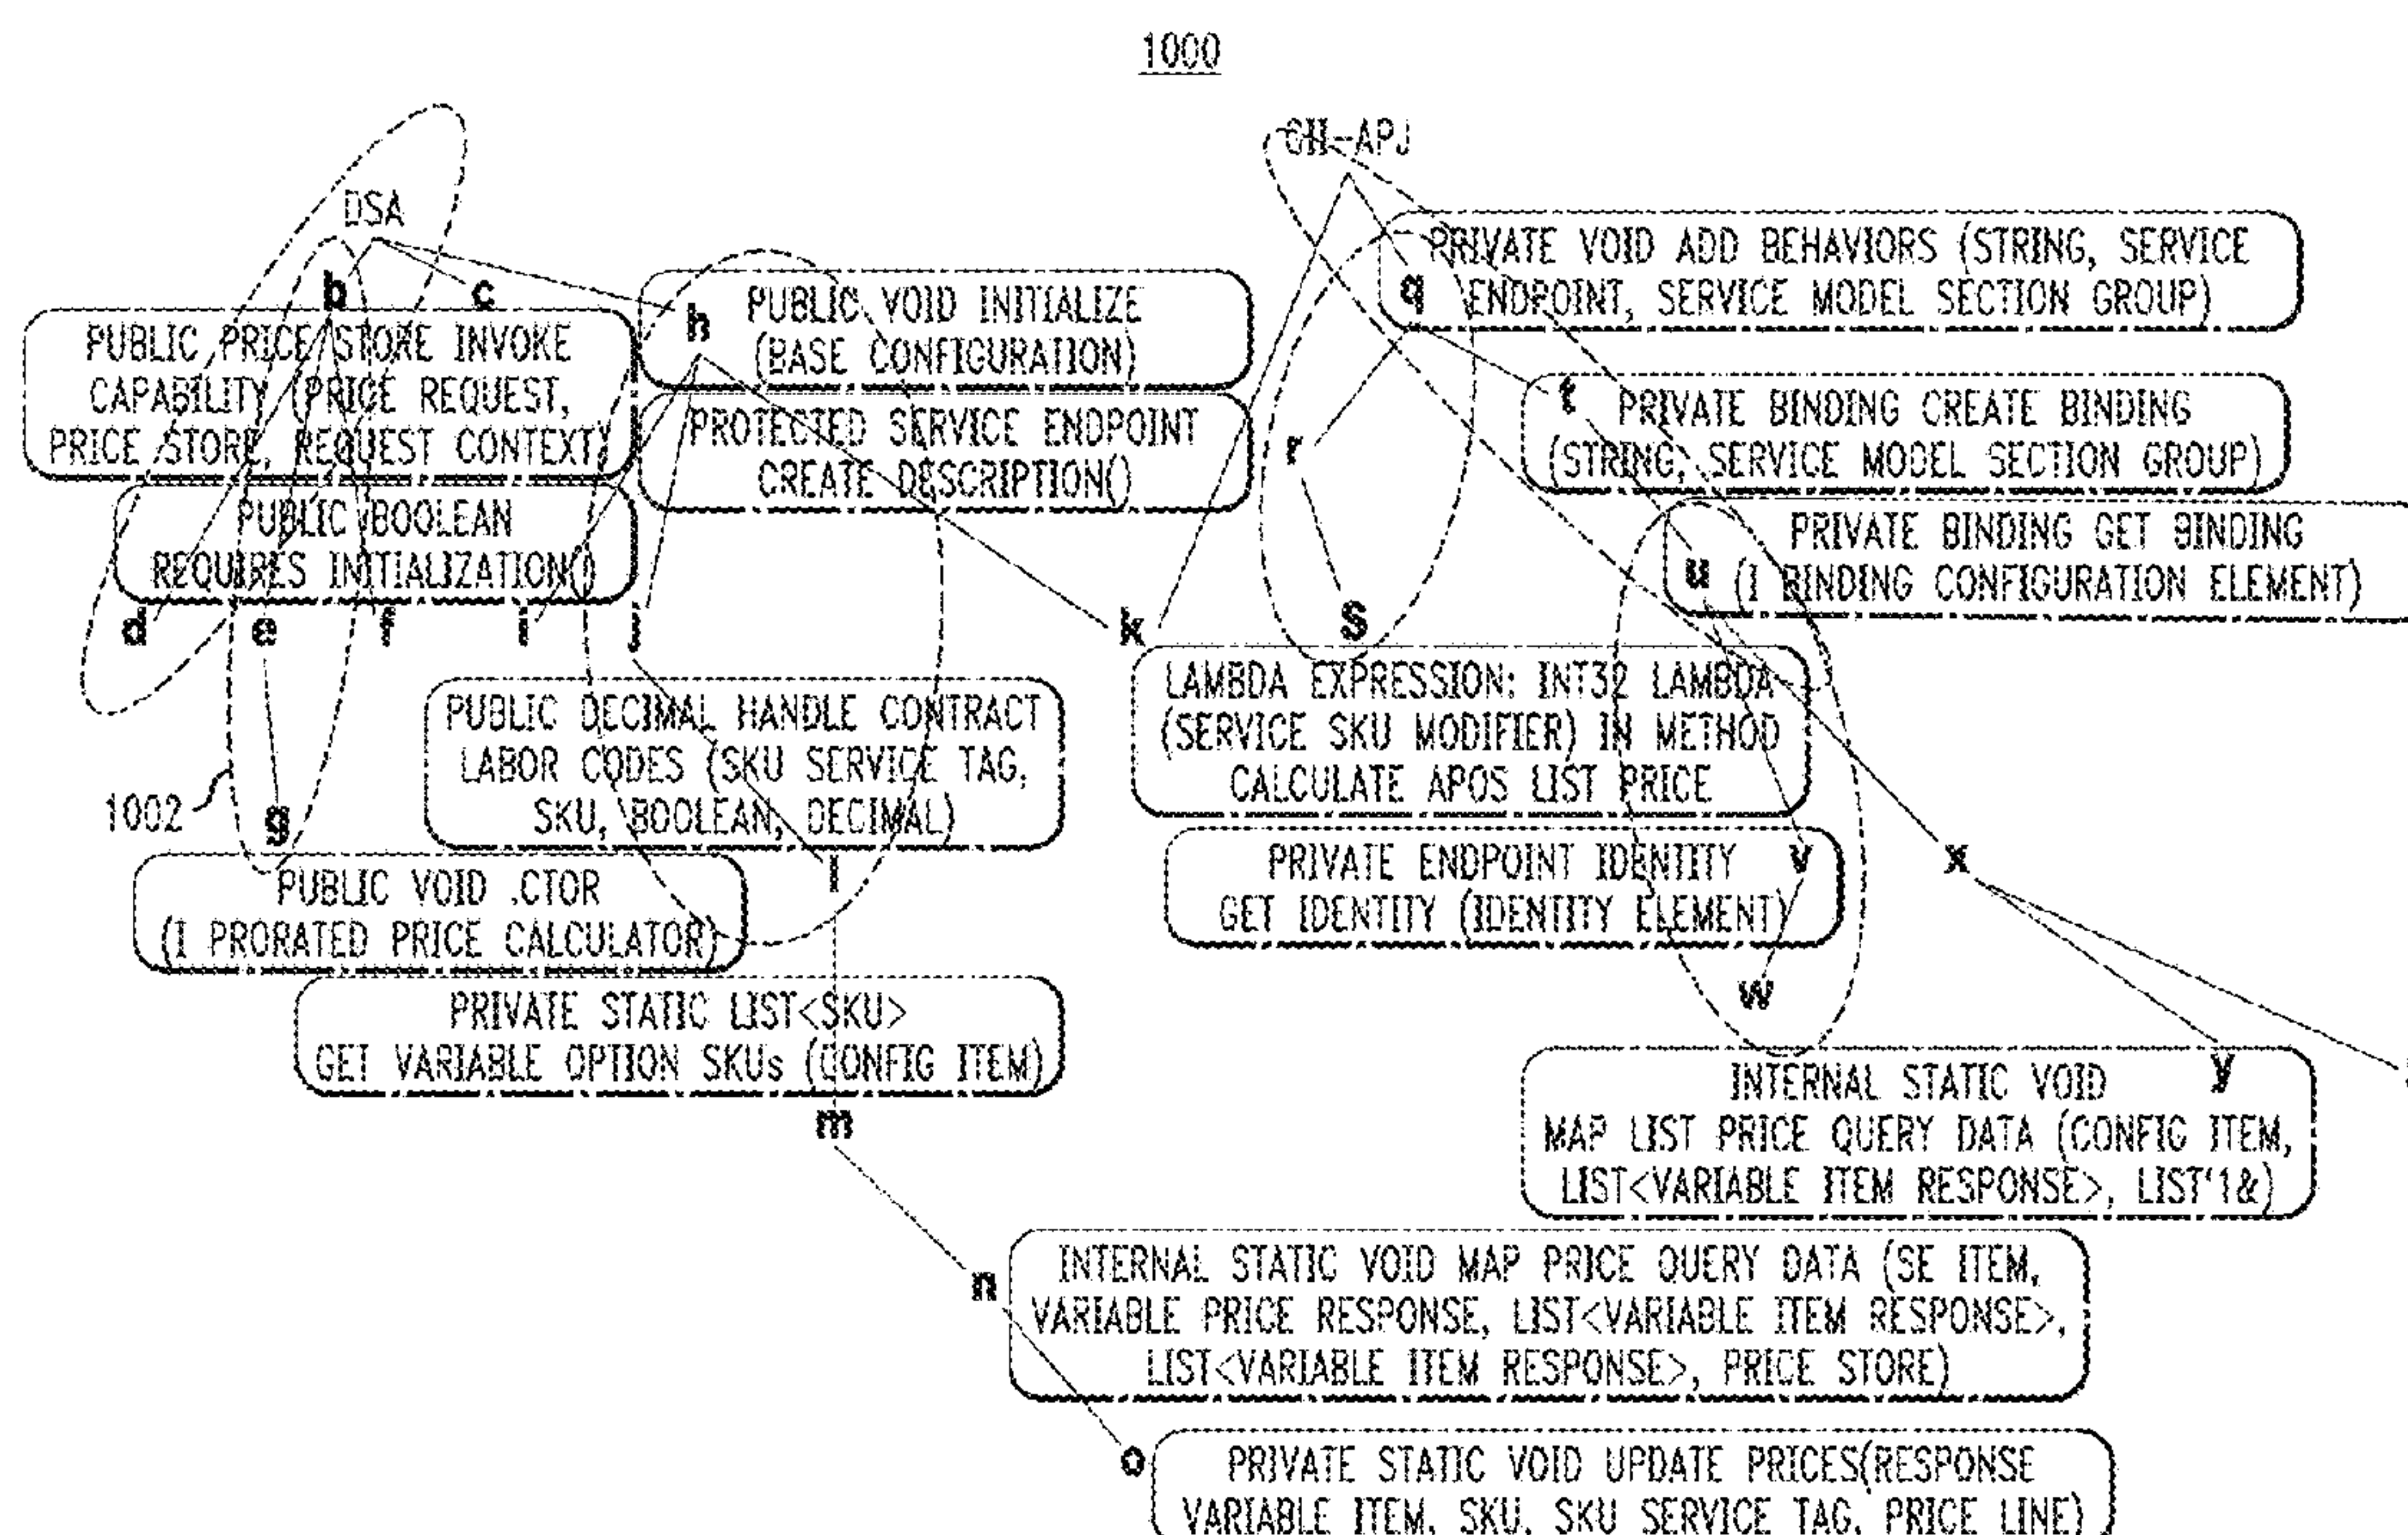 1000
DSA
GII-APJ
b
c
h
q
PUBLIC PRICE STORE INVOKE
CAPABILITY (PRICE REQUEST,
PRICE STORE, REQUEST CONTEXT)
PUBLIC BOOLEAN
REQUIRES INITIALIZATION()
PUBLIC VOID INITIALIZE
(BASE CONFIGURATION)
PROTECTED SERVICE ENDPOINT
CREATE DESCRIPTION()
PRIVATE VOID ADD BEHAVIORS (STRING, SERVICE
ENDPOINT, SERVICE MODEL SECTION GROUP)
t
PRIVATE BINDING CREATE BINDING
(STRING, SERVICE MODEL SECTION GROUP)
r
u
PRIVATE BINDING GET BINDING
(I BINDING CONFIGURATION ELEMENT)
d
e
f
i
j
k
S
PUBLIC DECIMAL HANDLE CONTRACT
LABOR CODES (SKU SERVICE TAG,
SKU, BOOLEAN, DECIMAL)
LAMBDA EXPRESSION: INT32 LAMBDA
(SERVICE SKU MODIFIER) IN METHOD
CALCULATE APOS LIST PRICE
1002
g
l
PUBLIC VOID .CTOR
(I PRORATED PRICE CALCULATOR)
PRIVATE ENDPOINT IDENTITY
GET IDENTITY (IDENTITY ELEMENT)
v
x
w
PRIVATE STATIC LIST<SKU>
GET VARIABLE OPTION SKUs (CONFIG ITEM)
m
y
INTERNAL STATIC VOID
MAP LIST PRICE QUERY DATA (CONFIG ITEM,
LIST<VARIABLE ITEM RESPONSE>, LIST‘1&)
n
INTERNAL STATIC VOID MAP PRICE QUERY DATA (SE ITEM,
VARIABLE PRICE RESPONSE, LIST<VARIABLE ITEM RESPONSE>,
LIST<VARIABLE ITEM RESPONSE>, PRICE STORE)
o
PRIVATE STATIC VOID UPDATE PRICES(RESPONSE
VARIABLE ITEM, SKU, SKU SERVICE TAG, PRICE LINE)